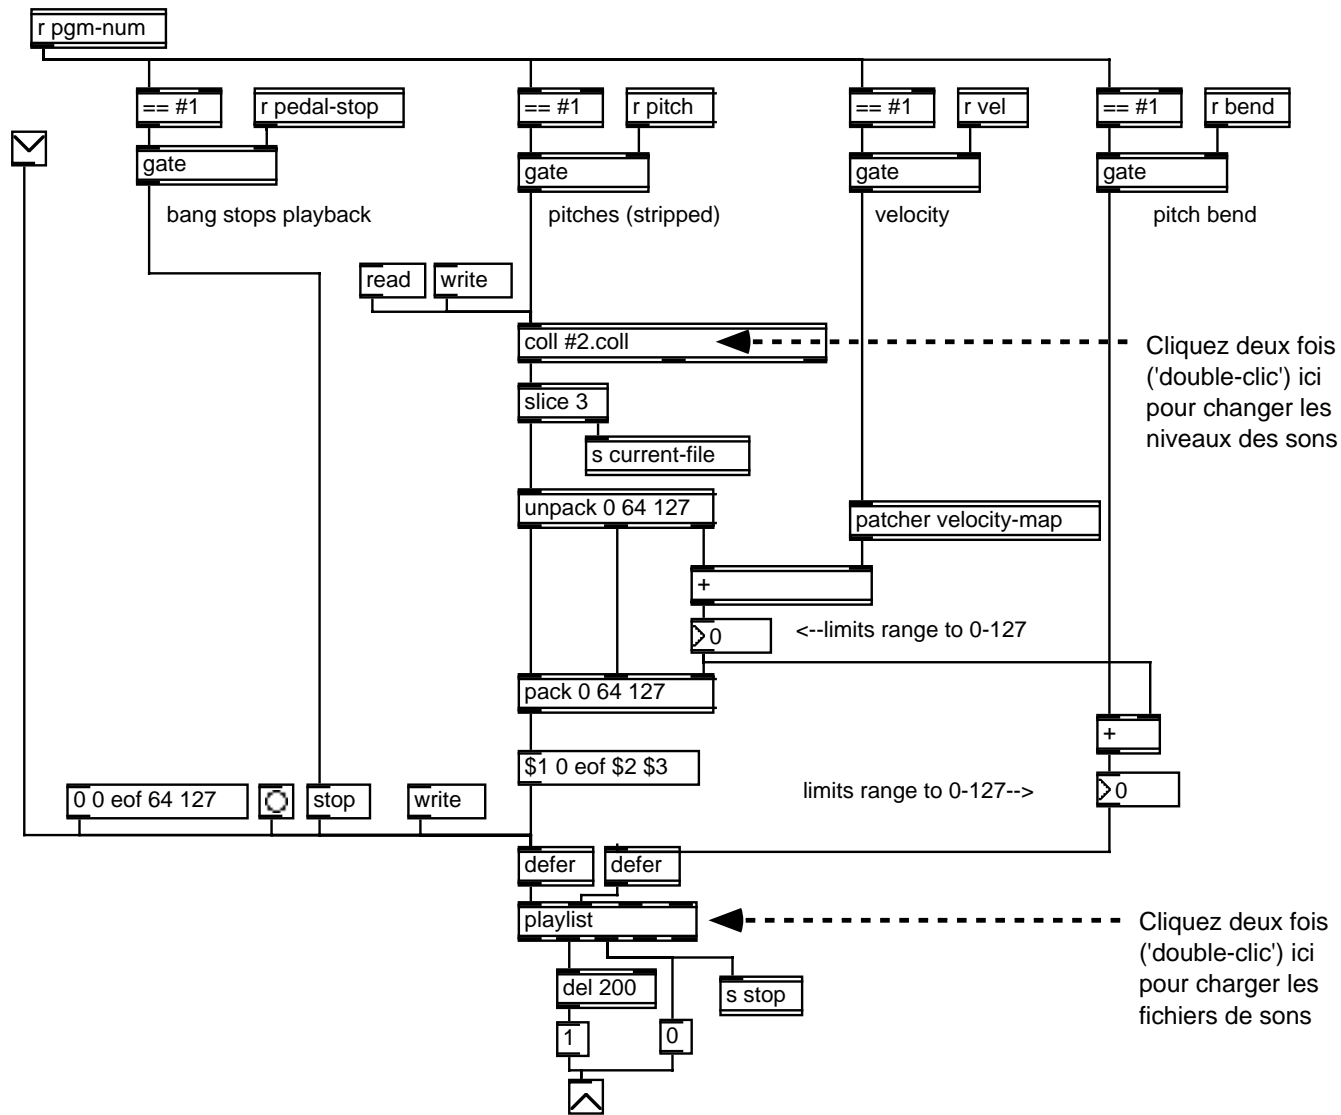 r pgm-num
== #1
r pedal-stop
== #1
r pitch
== #1
r vel
== #1
r bend
gate
gate
gate
gate
bang stops playback
pitches (stripped)
velocity
pitch bend
read
write
coll #2.coll
Cliquez deux fois
('double-clic') ici
pour changer les
niveaux des sons
slice 3
s current-file
unpack 0 64 127
patcher velocity-map
+
0
<--limits range to 0-127
pack 0 64 127
+
$1 0 eof $2 $3
limits range to 0-127-->
0
0 0 eof 64 127
stop
write
defer
defer
playlist
Cliquez deux fois
('double-clic') ici
pour charger les
fichiers de sons
del 200
s stop
1
0